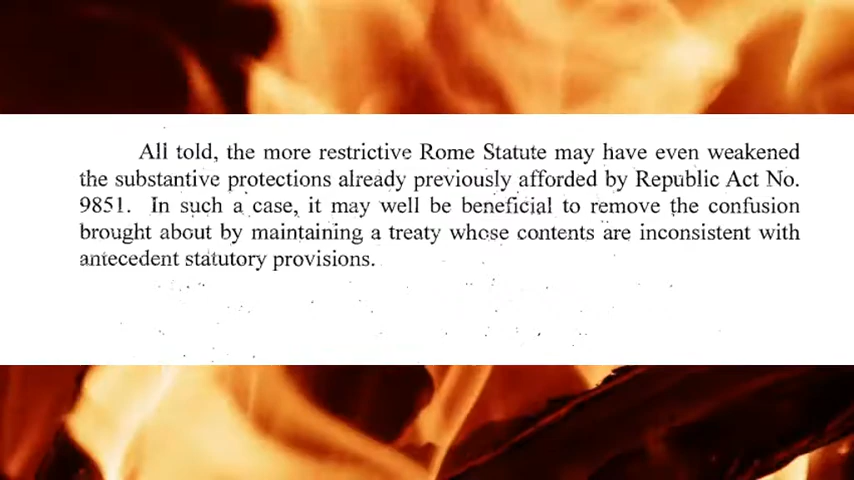 All told, the more restrictive Rome Statute may have even weakened
the substantive protections already previously afforded by Republic Act No.
9851. In such a case, it may well be beneficial to remove the confusion
brought about by maintaining a treaty whose contents are inconsistent with
antecedent statutory provisions.